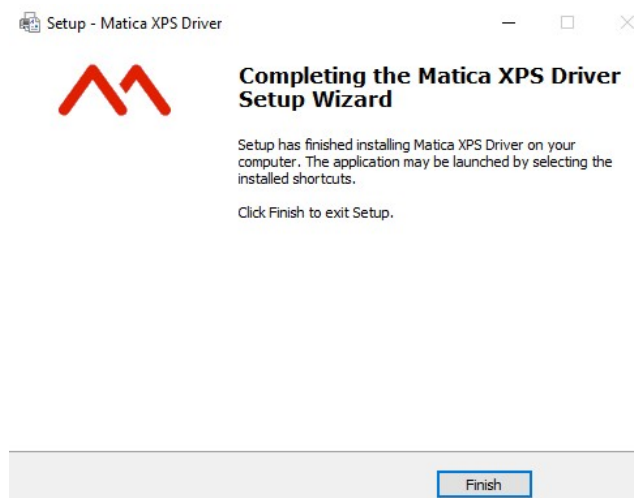 Setup - Matica XPS Driver
Completing the Matica XPS Driver
Setup Wizard
Setup has finished installing Matica XPS Driver on your
computer. The application may be launched by selecting the
installed shortcuts.
Click Finish to exit Setup.
Finish